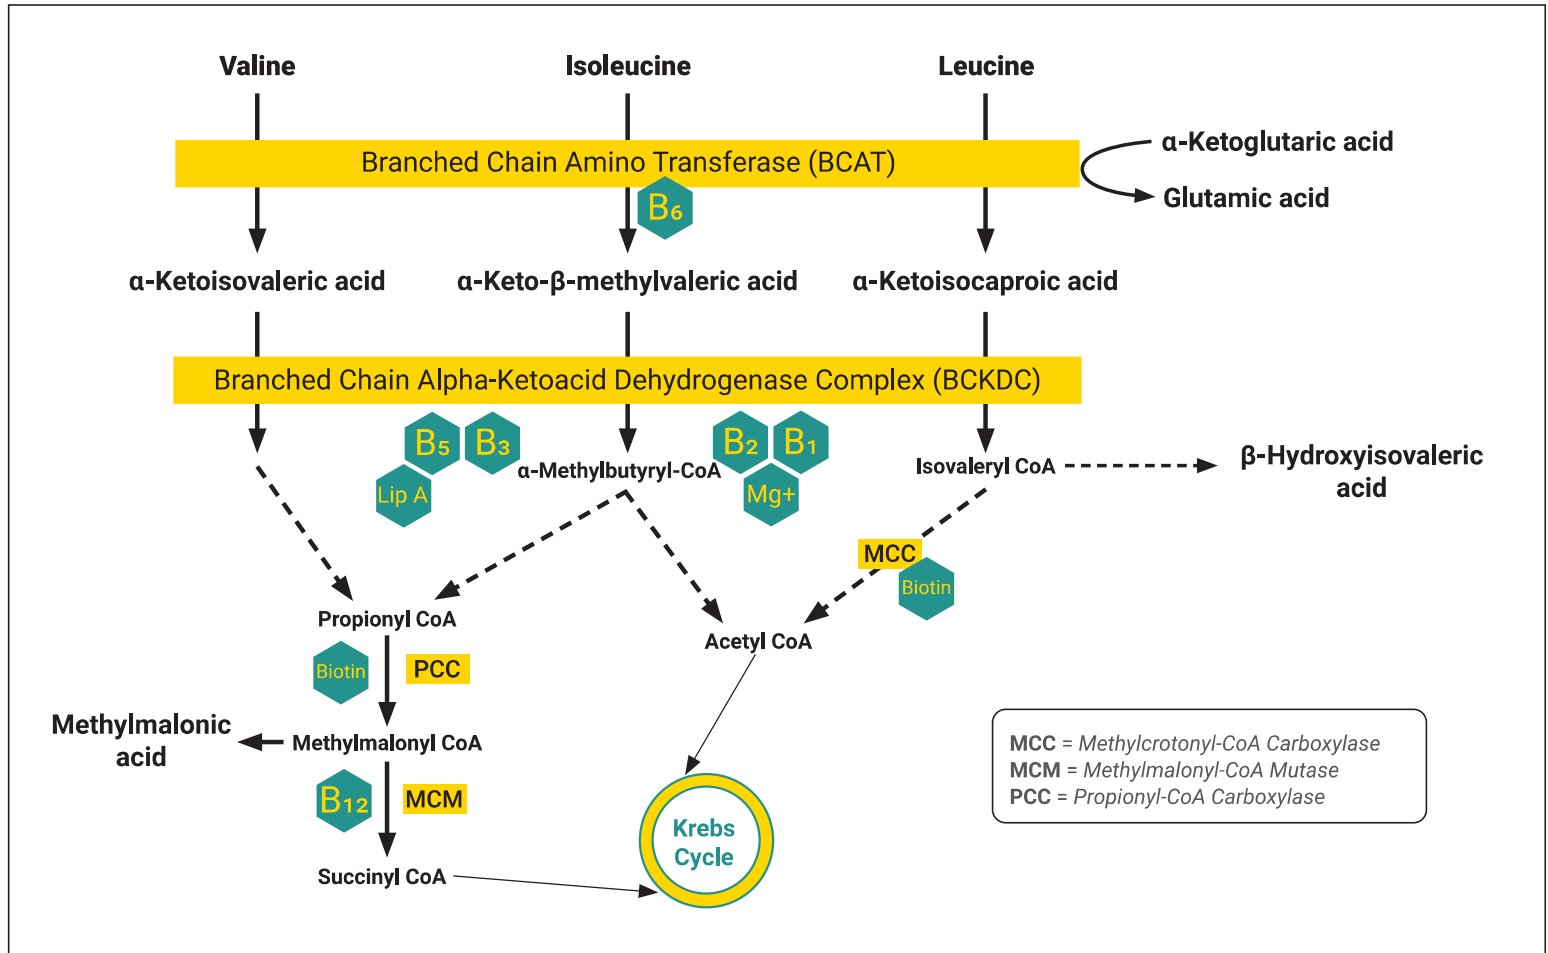 Valine
Isoleucine
Leucine
Branched Chain Amino Transferase (BCAT)
α-Ketoglutaric acid
Glutamic acid
B₆
α-Ketoisovaleric acid
α-Keto-β-methylvaleric acid
α-Ketoisocaproic acid
Branched Chain Alpha-Ketoacid Dehydrogenase Complex (BCKDC)
B₅
B₃
B₂
B₁
α-Methylbutyryl-CoA
Isovaleryl CoA
β-Hydroxyisovaleric
acid
Lip A
Mg+
MCC
Biotin
Propionyl CoA
Acetyl CoA
Biotin
PCC
Methylmalonic
acid
Methylmalonyl CoA
B₁₂
MCM
Succinyl CoA
Krebs
Cycle
MCC = Methylcrotonyl-CoA Carboxylase
MCM = Methylmalonyl-CoA Mutase
PCC = Propionyl-CoA Carboxylase